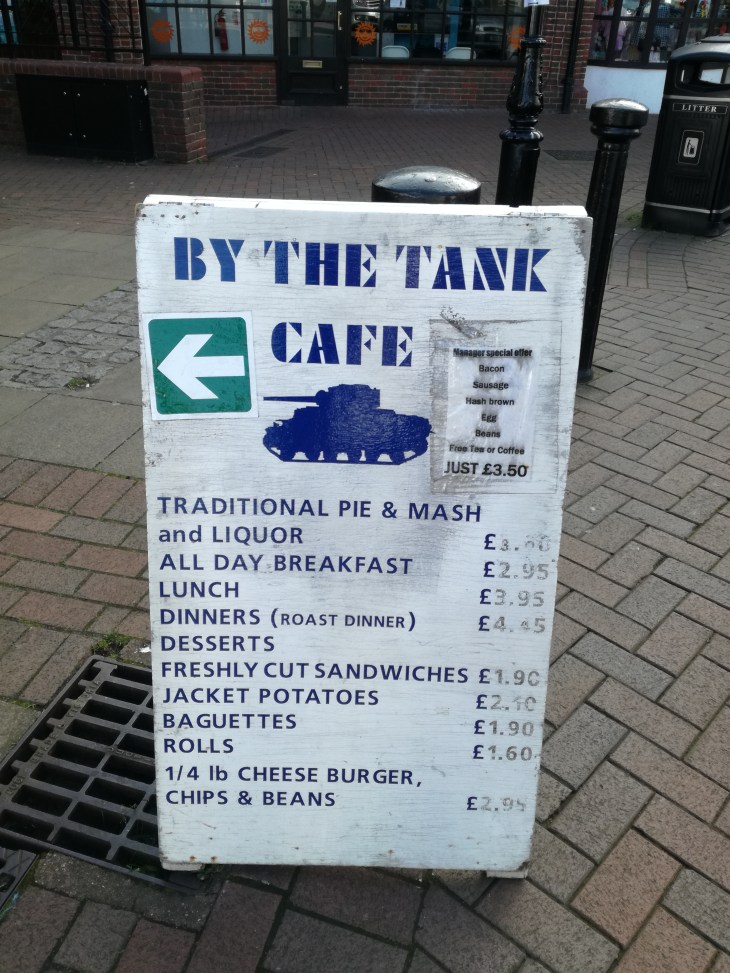 LITTER
BY THE TANK
CAFE
Manager special offer
Bacon
Sausage
Hash brown
Egg
Beans
Free Tea or Coffee
JUST £3.50
TRADITIONAL PIE & MASH
and LIQUOR
ALL DAY BREAKFAST £2.95
LUNCH £3.95
DINNERS (ROAST DINNER)
DESSERTS
FRESHLY CUT SANDWICHES £1.90
JACKET POTATOES
BAGUETTES £1.90
ROLLS £1.60
1/4 lb CHEESE BURGER,
CHIPS & BEANS £2.95